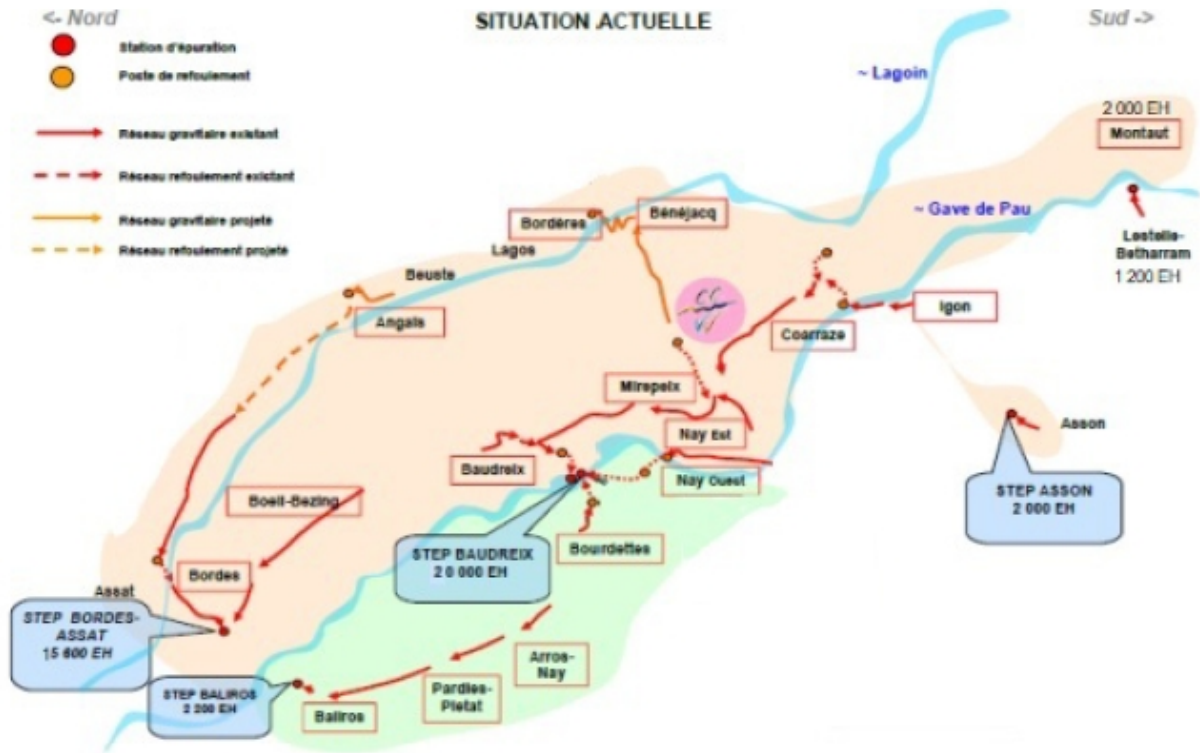 <- Nord
SITUATION ACTUELLE
Sud ->
Station d'épuration
Poste de refoulement
Réseau gravitaire existant
Réseau refoulement existant
Réseau gravitaire projeté
Réseau refoulement projeté
~ Lagoin
2 000 EH
Montaut
~ Gave de Pau
Lestelle-
Betharram
1 200 EH
Bordères
Bénéjacq
Lagos
Beuste
Angaïs
Igon
Coarraze
Mirepeix
Nay Est
Asson
Baudreix
Nay Ouest
STEP ASSON
2 000 EH
Boeil-Bezing
STEP BAUDREIX
20 000 EH
Bourdettes
Bordes
Assat
STEP BORDES-
ASSAT
15 600 EH
Arros-
Nay
STEP BALIROS
2 200 EH
Pardies-
Pietat
Baliros